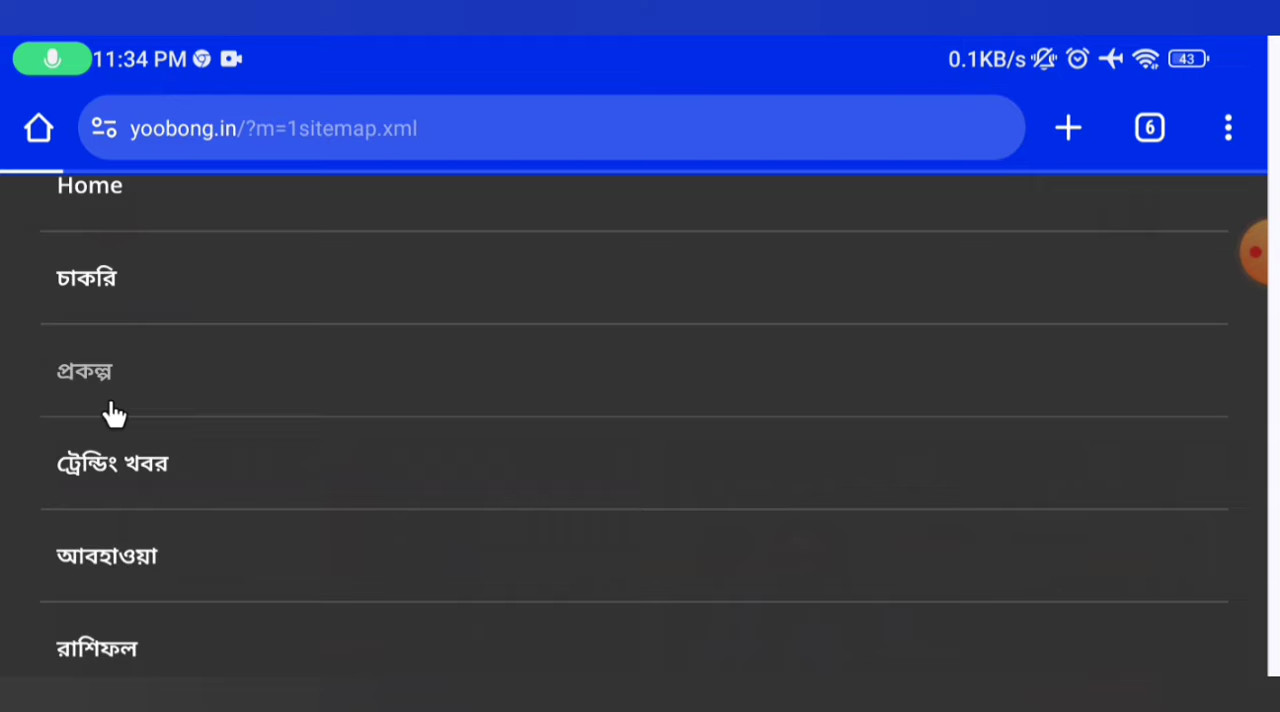 11:34 PM 0.1KB/s 43
yoobong.in/?m=1sitemap.xml 6
Home
চাকরি
প্রকল্প
ট্রেন্ডিং খবর
আবহাওয়া
রাশিফল